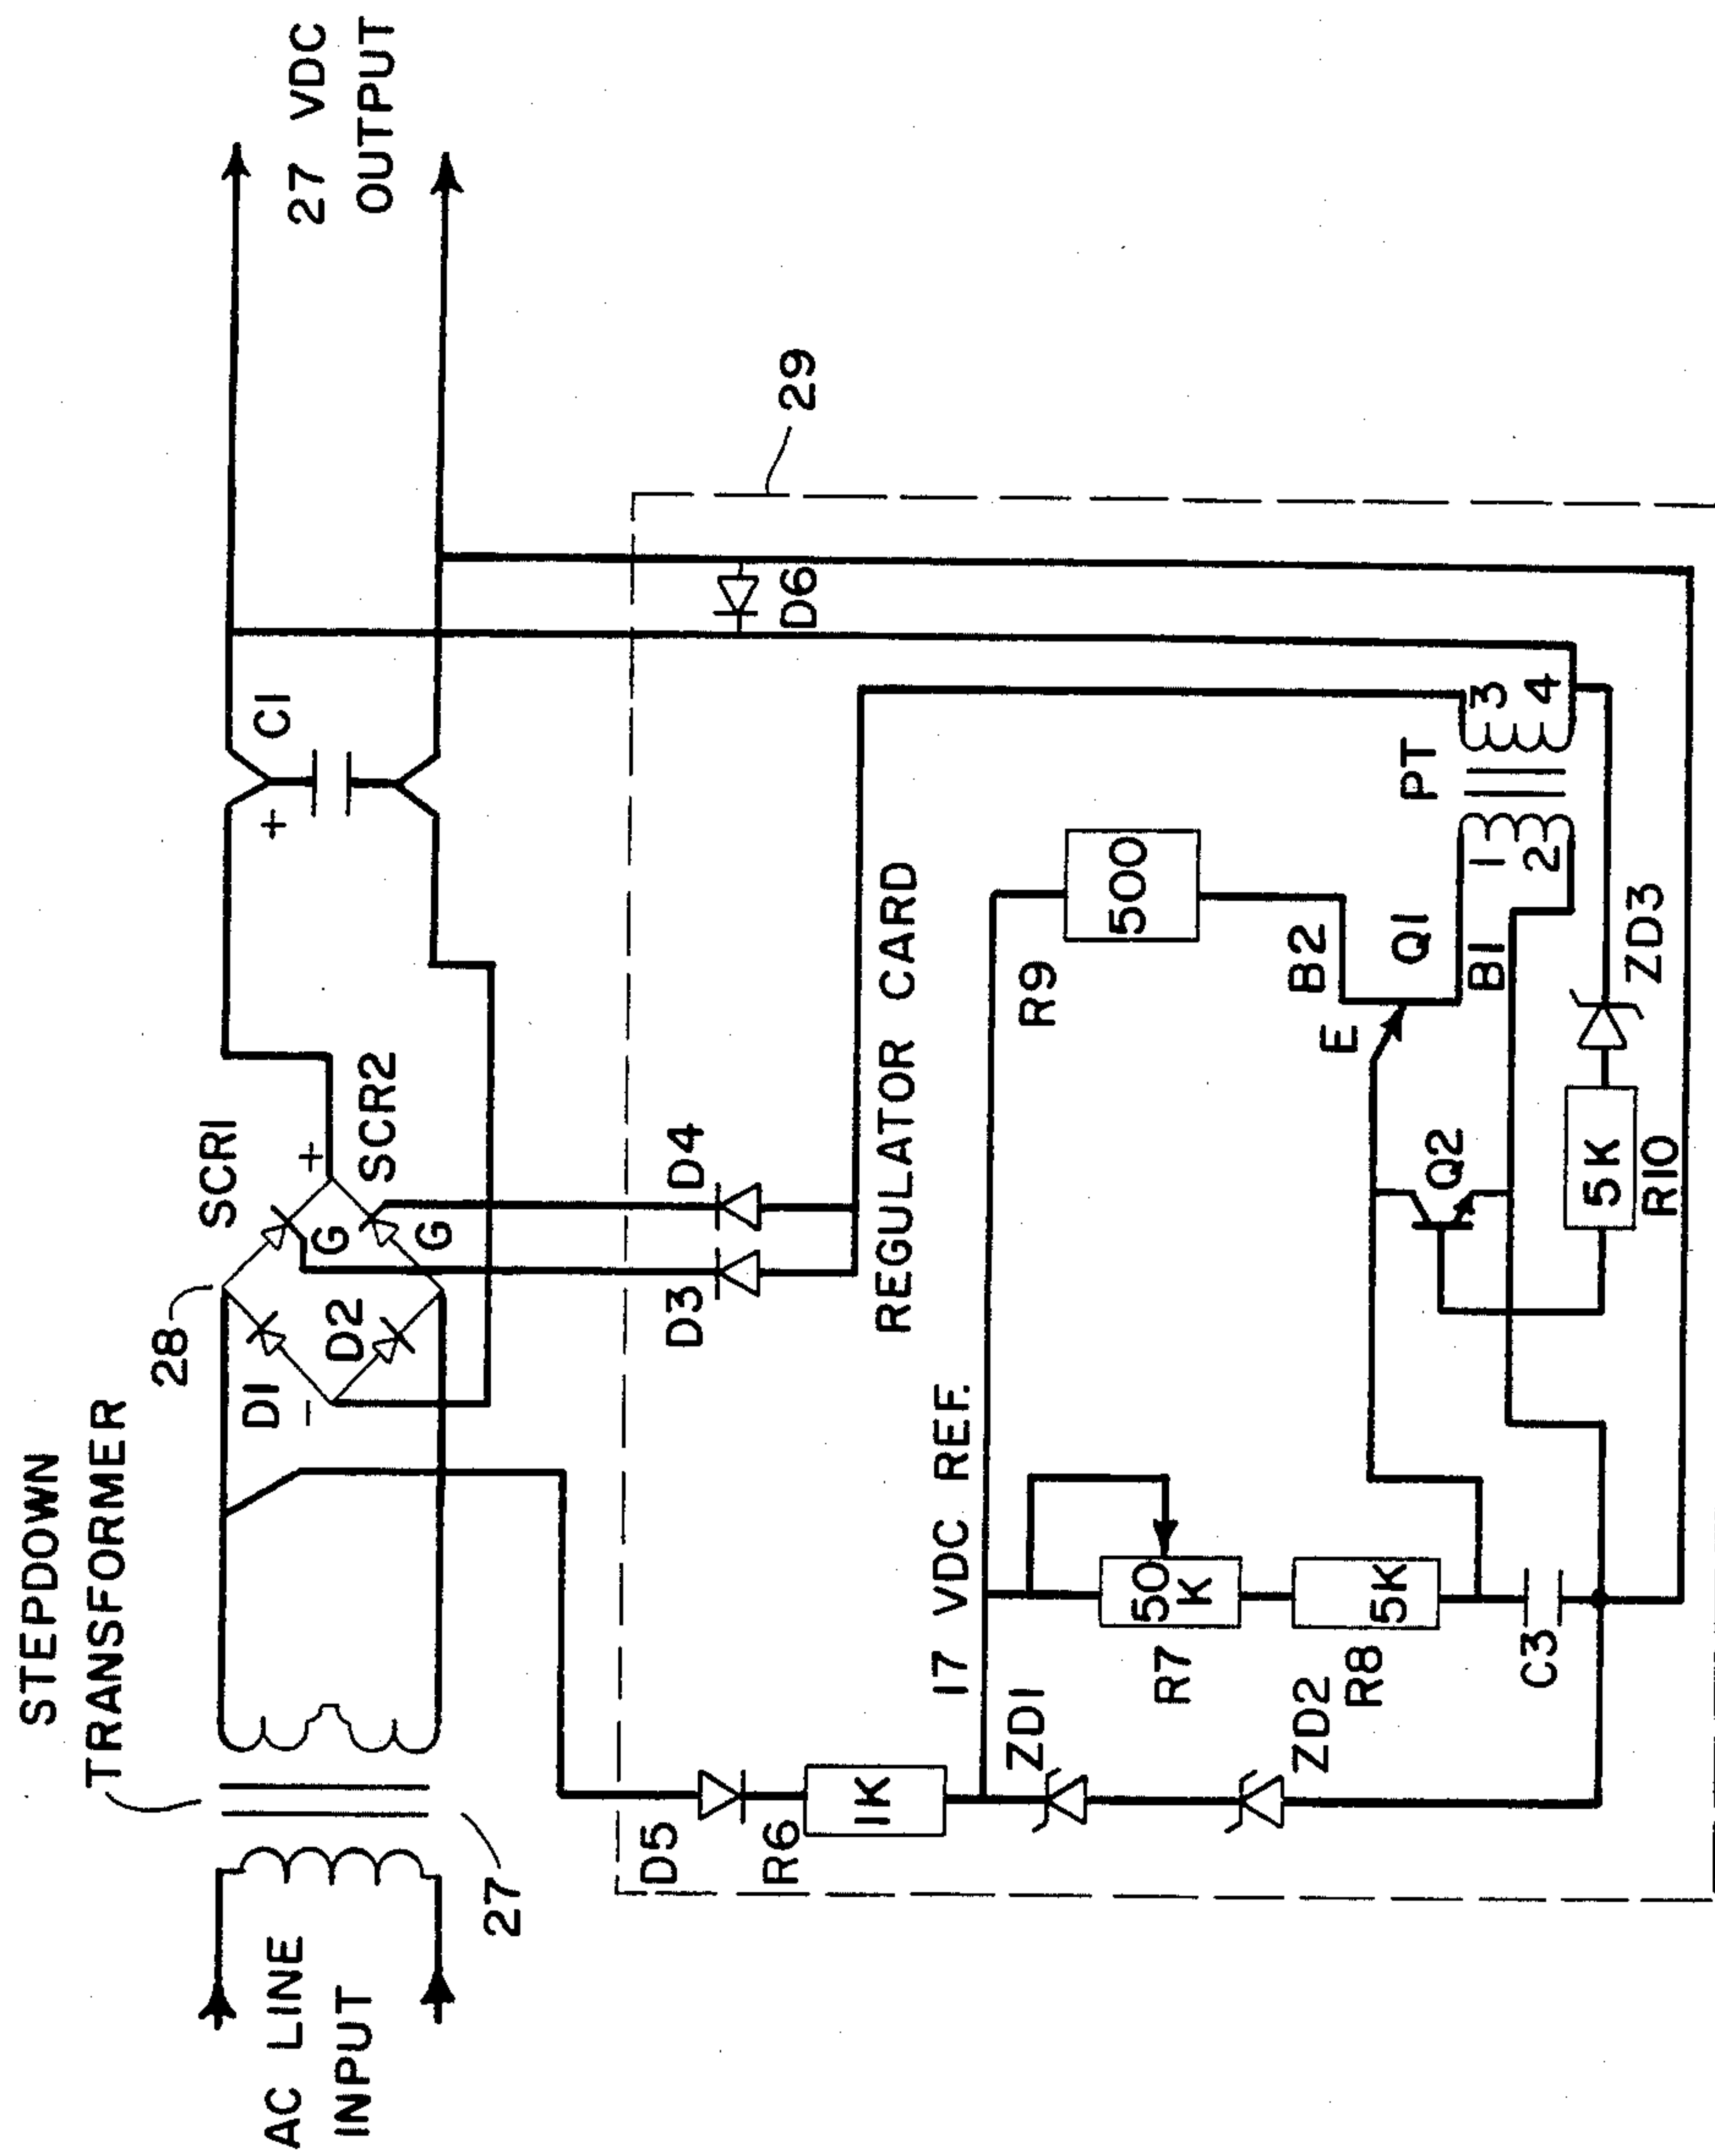 STEPDOWN
TRANSFORMER
AC LINE
INPUT
27
28
D1
D2
SCR1
SCR2
G
G
+
−
C1
+
27 VDC
OUTPUT
29
D5
R6
1K
D3
D4
D6
REGULATOR CARD
17 VDC REF.
ZD1
ZD2
R7
50
K
R8
5K
C3
R9
500
B2
E
Q1
B1
Q2
PT
1
2
3
4
5K
R10
ZD3